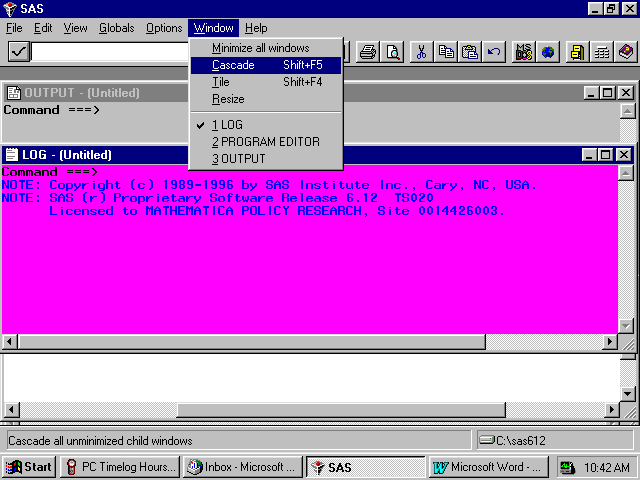 SAS
File Edit View Globals Options Window Help
Minimize all windows
Cascade Shift+F5
Tile Shift+F4
Resize
1 LOG
2 PROGRAM EDITOR
3 OUTPUT
MS DOS
OUTPUT - (Untitled)
Command ===>
LOG - (Untitled)
Command ===>
NOTE: Copyright (c) 1989-1996 by SAS Institute Inc., Cary, NC, USA.
NOTE: SAS (r) Proprietary Software Release 6.12 TS020
Licensed to MATHEMATICA POLICY RESEARCH, Site 0014426003.
Cascade all unminimized child windows C:\sas612
Start PC Timelog Hours... Inbox - Microsoft ... SAS Microsoft Word - ... 10:42 AM